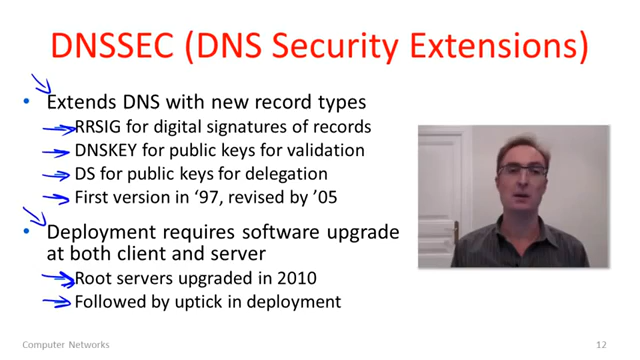 DNSSEC (DNS Security Extensions)
• Extends DNS with new record types
RRSIG for digital signatures of records
DNSKEY for public keys for validation
DS for public keys for delegation
First version in ‘97, revised by ’05
• Deployment requires software upgrade
at both client and server
Root servers upgraded in 2010
Followed by uptick in deployment
Computer Networks
12